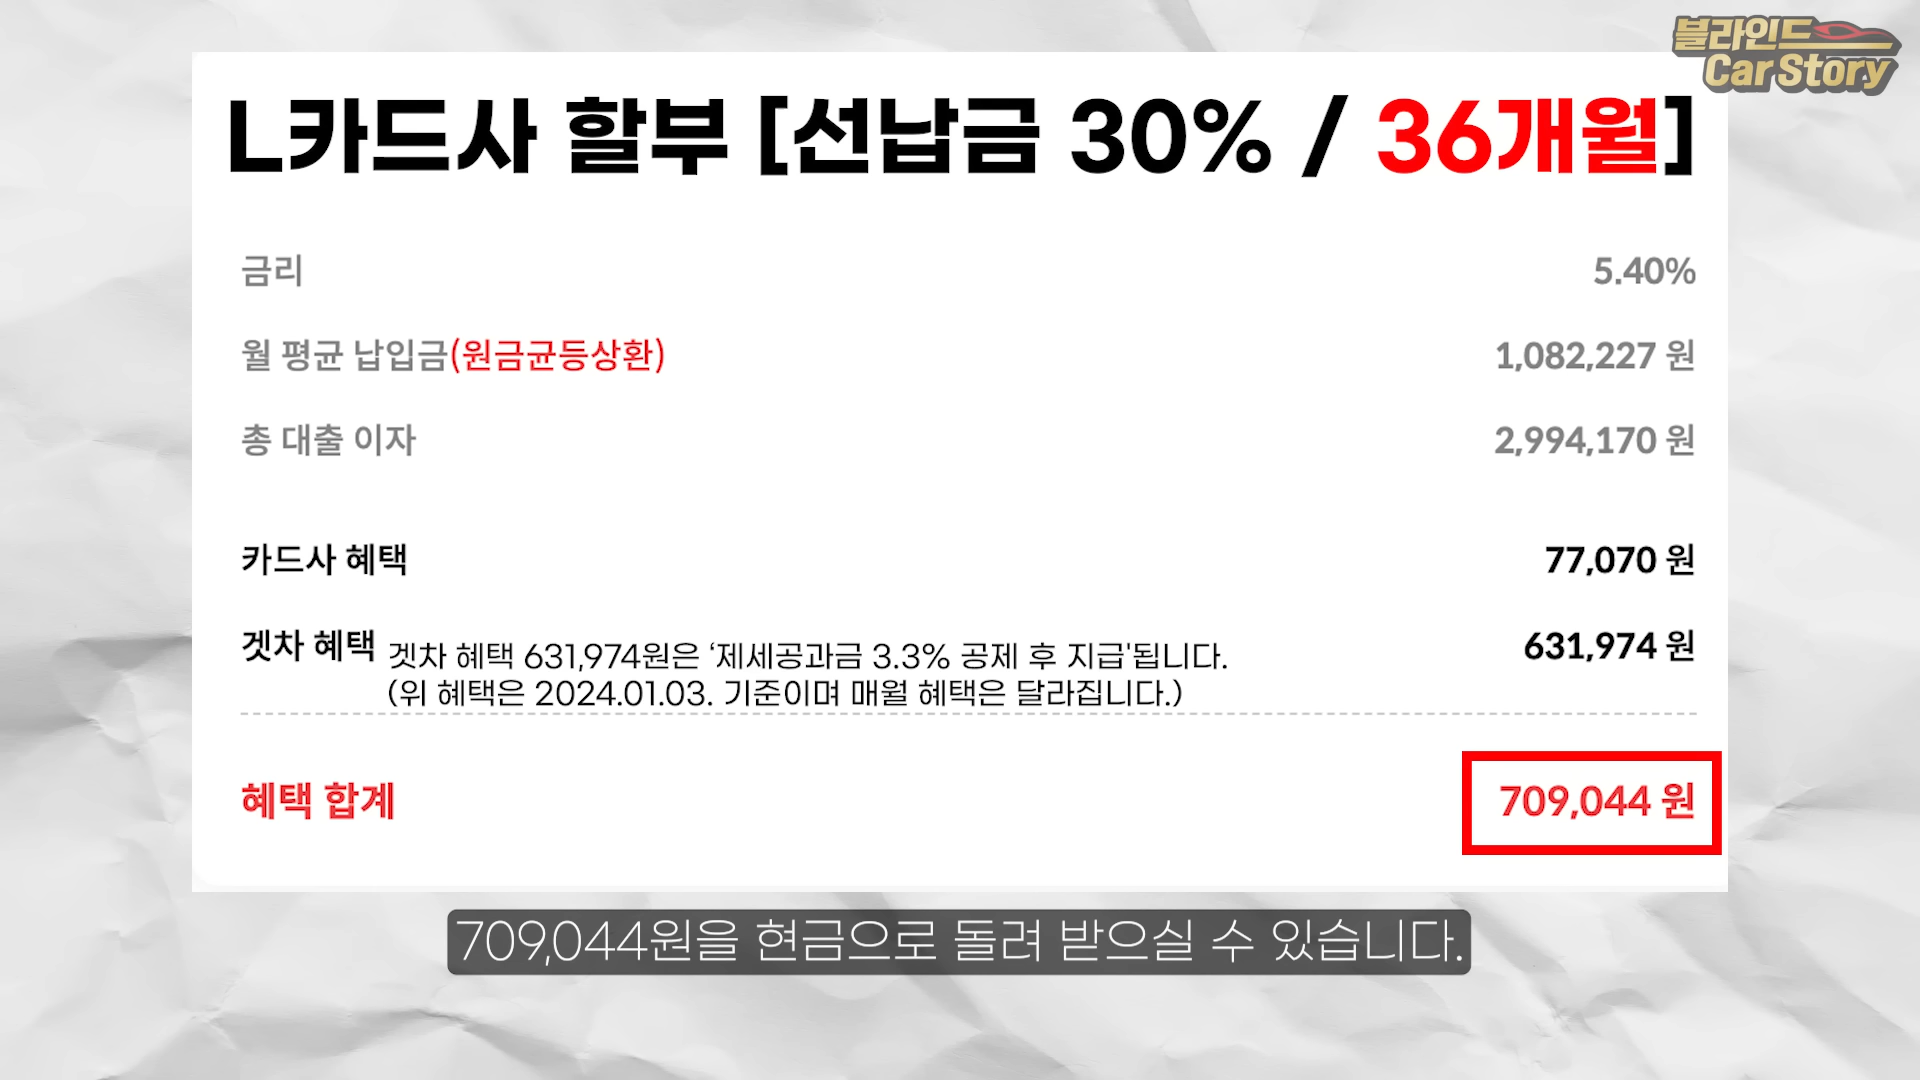 블라인드
Car Story
L카드사 할부 [선납금 30% / 36개월]
금리 5.40%
월 평균 납입금(원금균등상환) 1,082,227 원
총 대출 이자 2,994,170 원
카드사 혜택 77,070 원
겟차 혜택 631,974 원
겟차 혜택 631,974원은 ‘제세공과금 3.3% 공제 후 지급'됩니다.
(위 혜택은 2024.01.03. 기준이며 매월 혜택은 달라집니다.)
혜택 합계 709,044 원
709,044원을 현금으로 돌려 받으실 수 있습니다.